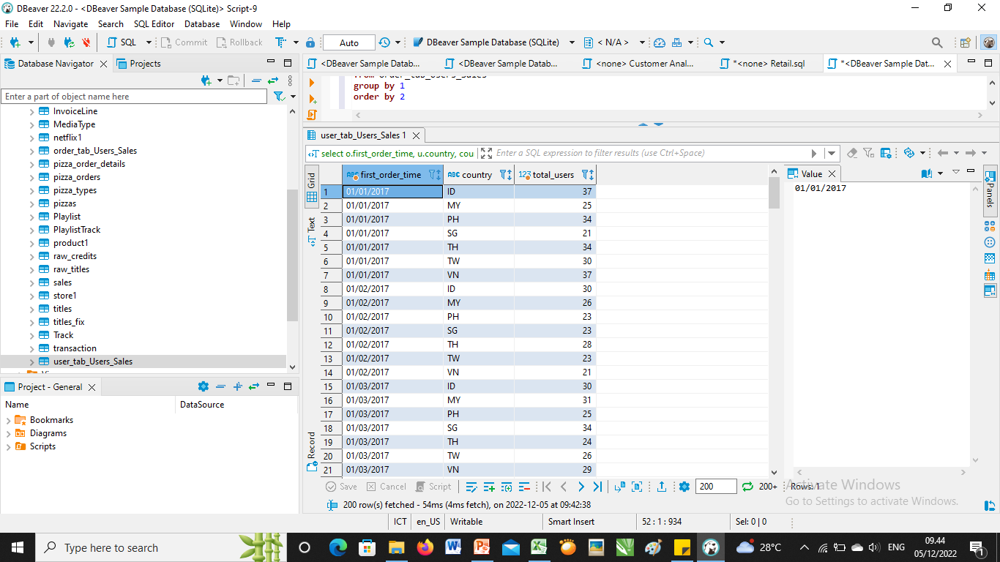 DBeaver 22.2.0 - <DBeaver Sample Database (SQLite)> Script-9
File Edit Navigate Search SQL Editor Database Window Help
SQL Commit Rollback Auto DBeaver Sample Database (SQLite) < N/A >
Database Navigator Projects
Enter a part of object name here
InvoiceLine
MediaType
netflix1
order_tab_Users_Sales
pizza_order_details
pizza_orders
pizza_types
pizzas
Playlist
PlaylistTrack
product1
raw_credits
raw_titles
sales
store1
titles
titles_fix
Track
transaction
user_tab_Users_Sales
Project - General
Name DataSource
Bookmarks
Diagrams
Scripts
<DBeaver Sample Datab... <DBeaver Sample Datab... <none> Customer Anal... *<none> Retail.sql *<DBeaver Sample Dat...
from order_tab_Users_Sales
group by 1
order by 2
user_tab_Users_Sales 1
select o.first_order_time, u.country, cou Enter a SQL expression to filter results (use Ctrl+Space)
Grid
Text
Record
ABC first_order_time ABC country 123 total_users
1 01/01/2017 ID 37
2 01/01/2017 MY 25
3 01/01/2017 PH 34
4 01/01/2017 SG 21
5 01/01/2017 TH 34
6 01/01/2017 TW 30
7 01/01/2017 VN 37
8 01/02/2017 ID 30
9 01/02/2017 MY 26
10 01/02/2017 PH 23
11 01/02/2017 SG 23
12 01/02/2017 TH 28
13 01/02/2017 TW 23
14 01/02/2017 VN 21
15 01/03/2017 ID 30
16 01/03/2017 MY 31
17 01/03/2017 PH 25
18 01/03/2017 SG 34
19 01/03/2017 TH 24
20 01/03/2017 TW 26
21 01/03/2017 VN 29
Value
01/01/2017
Panels
Save Cancel Script 200 200+ Rows: 1
Activate Windows
Go to Settings to activate Windows.
200 row(s) fetched - 54ms (4ms fetch), on 2022-12-05 at 09:42:38
ICT en_US Writable Smart Insert 52 : 1 : 934 Sel: 0 | 0
Type here to search
28°C ENG
09.44
05/12/2022
1